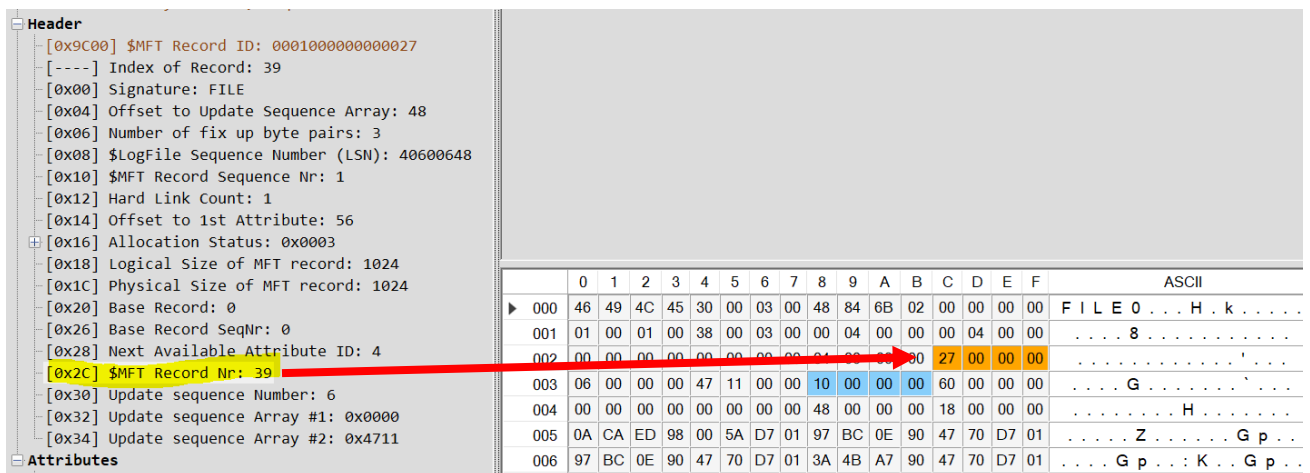 Header
[0x9C00] $MFT Record ID: 0001000000000027
[----] Index of Record: 39
[0x00] Signature: FILE
[0x04] Offset to Update Sequence Array: 48
[0x06] Number of fix up byte pairs: 3
[0x08] $LogFile Sequence Number (LSN): 40600648
[0x10] $MFT Record Sequence Nr: 1
[0x12] Hard Link Count: 1
[0x14] Offset to 1st Attribute: 56
[0x16] Allocation Status: 0x0003
[0x18] Logical Size of MFT record: 1024
[0x1C] Physical Size of MFT record: 1024
[0x20] Base Record: 0
[0x26] Base Record SeqNr: 0
[0x28] Next Available Attribute ID: 4
[0x2C] $MFT Record Nr: 39
[0x30] Update sequence Number: 6
[0x32] Update sequence Array #1: 0x0000
[0x34] Update sequence Array #2: 0x4711
Attributes
0 1 2 3 4 5 6 7 8 9 A B C D E F ASCII
000 46 49 4C 45 30 00 03 00 48 84 6B 02 00 00 00 00 F I L E 0 . . . H . k . . . . .
001 01 00 01 00 38 00 03 00 00 04 00 00 00 04 00 00 . . . . 8 . . . . . . . . . . .
002 00 00 00 00 00 00 00 00 00 27 00 00 00 . . . . . . . . . . . . ' . . .
003 06 00 00 00 47 11 00 00 10 00 00 00 60 00 00 00 . . . . G . . . . . . . ` . . .
004 00 00 00 00 00 00 00 00 48 00 00 00 18 00 00 00 . . . . . . . . H . . . . . . .
005 0A CA ED 98 00 5A D7 01 97 BC 0E 90 47 70 D7 01 . . . . . Z . . . . . . G p . .
006 97 BC 0E 90 47 70 D7 01 3A 4B A7 90 47 70 D7 01 . . . . G p . . : K . . G p . .